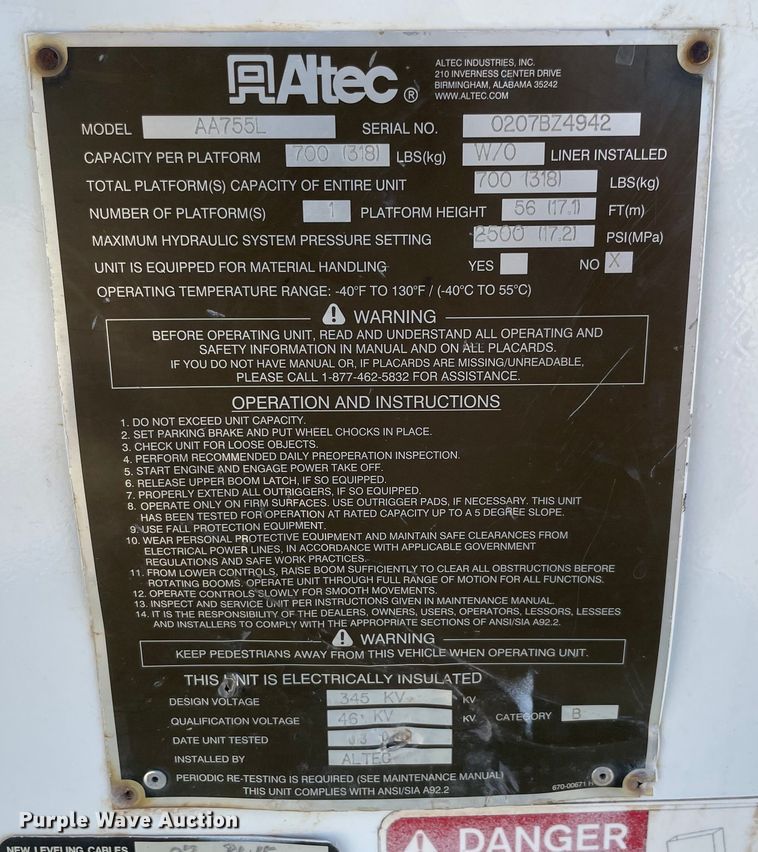 Altec ®
ALTEC INDUSTRIES, INC.
210 INVERNESS CENTER DRIVE
BIRMINGHAM, ALABAMA 35242
WWW.ALTEC.COM
MODEL AA755L SERIAL NO. 0207BZ4942
CAPACITY PER PLATFORM 700 (318) LBS(kg) W/O LINER INSTALLED
TOTAL PLATFORM(S) CAPACITY OF ENTIRE UNIT 700 (318) LBS(kg)
NUMBER OF PLATFORM(S) 1 PLATFORM HEIGHT 56 (17.1) FT(m)
MAXIMUM HYDRAULIC SYSTEM PRESSURE SETTING 2500 (17.2) PSI(MPa)
UNIT IS EQUIPPED FOR MATERIAL HANDLING YES NO X
OPERATING TEMPERATURE RANGE: -40°F TO 130°F / (-40°C TO 55°C)
WARNING
BEFORE OPERATING UNIT, READ AND UNDERSTAND ALL OPERATING AND
SAFETY INFORMATION IN MANUAL AND ON ALL PLACARDS.
IF YOU DO NOT HAVE MANUAL OR, IF PLACARDS ARE MISSING/UNREADABLE,
PLEASE CALL 1-877-462-5832 FOR ASSISTANCE.
OPERATION AND INSTRUCTIONS
1. DO NOT EXCEED UNIT CAPACITY.
2. SET PARKING BRAKE AND PUT WHEEL CHOCKS IN PLACE.
3. CHECK UNIT FOR LOOSE OBJECTS.
4. PERFORM RECOMMENDED DAILY PREOPERATION INSPECTION.
5. START ENGINE AND ENGAGE POWER TAKE OFF.
6. RELEASE UPPER BOOM LATCH, IF SO EQUIPPED.
7. PROPERLY EXTEND ALL OUTRIGGERS, IF SO EQUIPPED.
8. OPERATE ONLY ON FIRM SURFACES. USE OUTRIGGER PADS, IF NECESSARY. THIS UNIT
HAS BEEN TESTED FOR OPERATION AT RATED CAPACITY UP TO A 5 DEGREE SLOPE.
9. USE FALL PROTECTION EQUIPMENT.
10. WEAR PERSONAL PROTECTIVE EQUIPMENT AND MAINTAIN SAFE CLEARANCES FROM
ELECTRICAL POWER LINES, IN ACCORDANCE WITH APPLICABLE GOVERNMENT
REGULATIONS AND SAFE WORK PRACTICES.
11. FROM LOWER CONTROLS, RAISE BOOM SUFFICIENTLY TO CLEAR ALL OBSTRUCTIONS BEFORE
ROTATING BOOMS. OPERATE UNIT THROUGH FULL RANGE OF MOTION FOR ALL FUNCTIONS.
12. OPERATE CONTROLS SLOWLY FOR SMOOTH MOVEMENTS.
13. INSPECT AND SERVICE UNIT PER INSTRUCTIONS GIVEN IN MAINTENANCE MANUAL.
14. IT IS THE RESPONSIBILITY OF THE DEALERS, OWNERS, USERS, OPERATORS, LESSORS, LESSEES
AND INSTALLERS TO COMPLY WITH THE APPROPRIATE SECTIONS OF ANSI/SIA A92.2.
WARNING
KEEP PEDESTRIANS AWAY FROM THIS VEHICLE WHEN OPERATING UNIT.
THIS UNIT IS ELECTRICALLY INSULATED
DESIGN VOLTAGE 345 KV KV
QUALIFICATION VOLTAGE 46 KV KV CATEGORY B
DATE UNIT TESTED 03
INSTALLED BY ALTEC
PERIODIC RE-TESTING IS REQUIRED (SEE MAINTENANCE MANUAL)
THIS UNIT COMPLIES WITH ANSI/SIA A92.2 670-00671 H
Purple Wave Auction
DANGER
NEW LEVELING CABLES